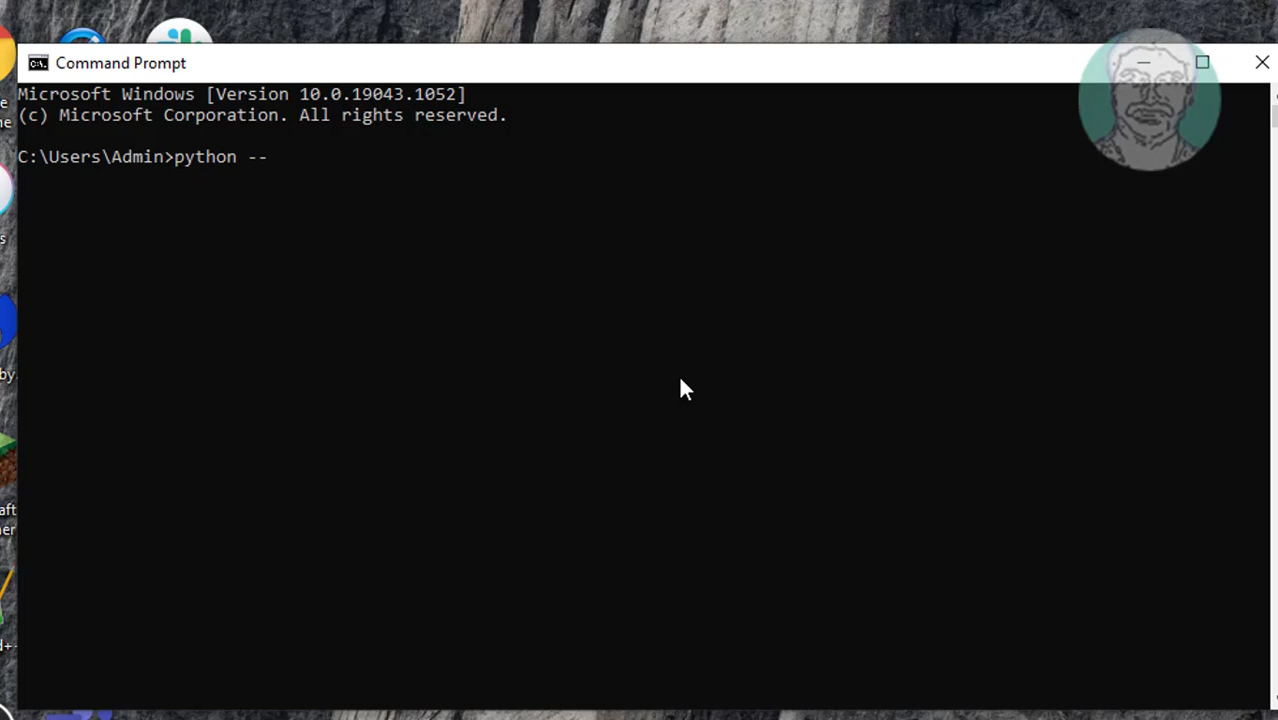 Command Prompt
Microsoft Windows [Version 10.0.19043.1052]
(c) Microsoft Corporation. All rights reserved.
C:\Users\Admin>python --